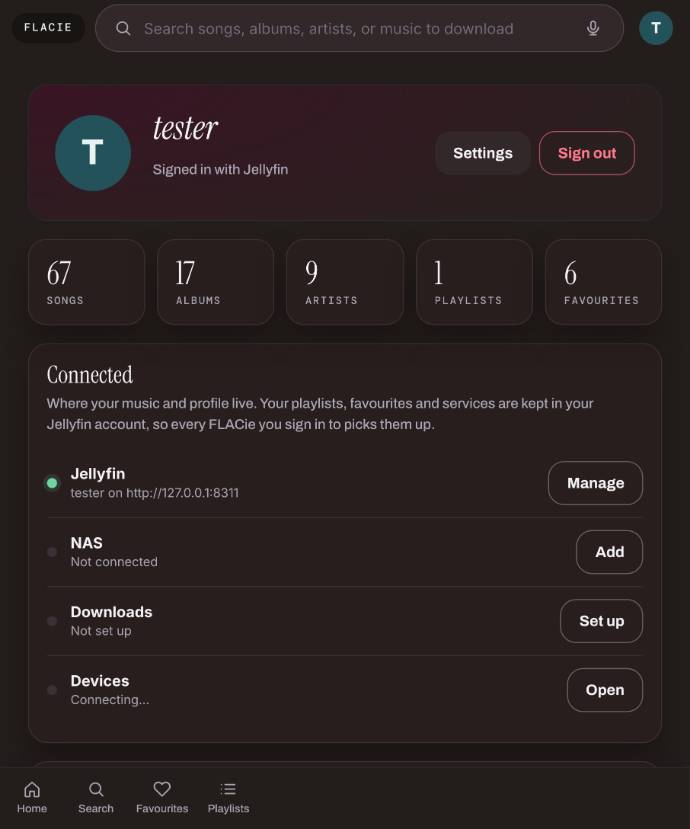 FLACIE
Search songs, albums, artists, or music to download
T
T
tester
Signed in with Jellyfin
Settings
Sign out
67
SONGS
17
ALBUMS
9
ARTISTS
1
PLAYLISTS
6
FAVOURITES
Connected
Where your music and profile live. Your playlists, favourites and services are kept in your
Jellyfin account, so every FLACie you sign in to picks them up.
Jellyfin
tester on http://127.0.0.1:8311
Manage
NAS
Not connected
Add
Downloads
Not set up
Set up
Devices
Connecting...
Open
Home
Search
Favourites
Playlists